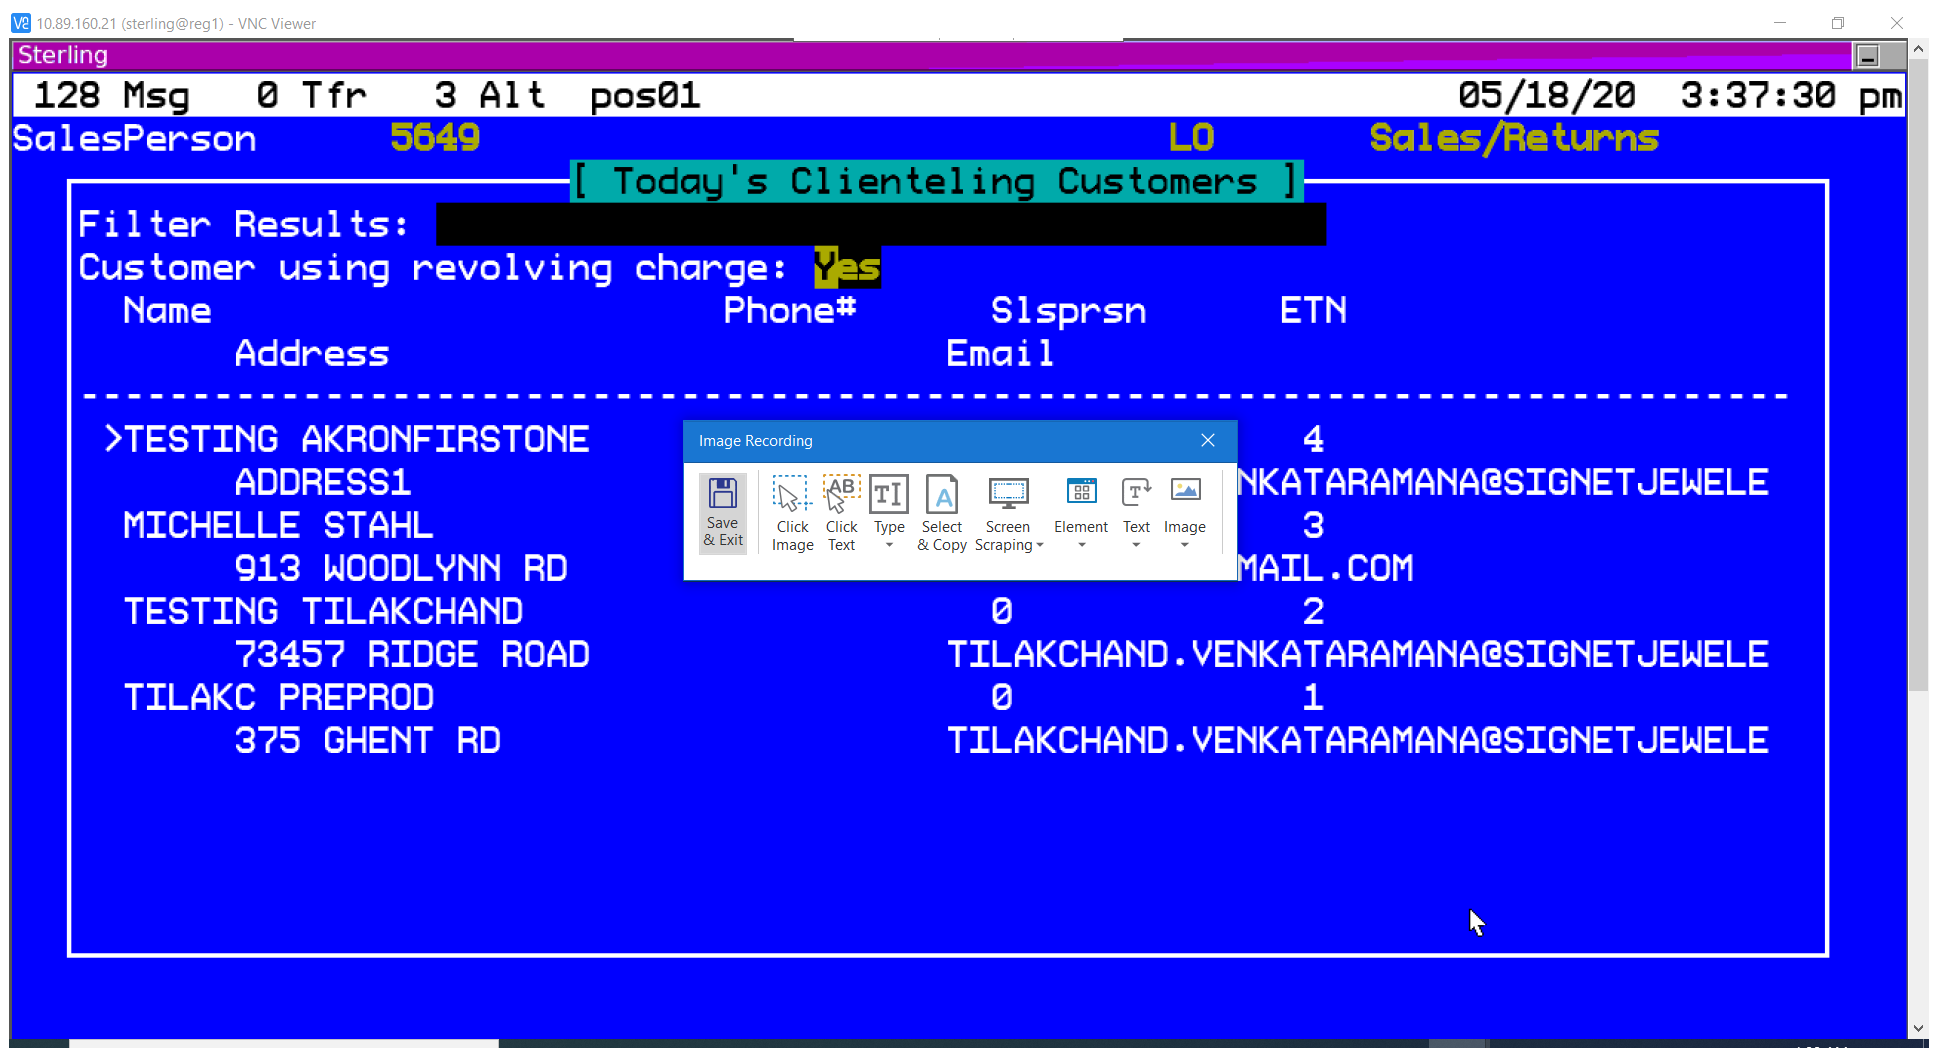 10.89.160.21 (sterling@reg1) - VNC Viewer
Sterling
128 Msg 0 Tfr 3 Alt pos01 05/18/20 3:37:30 pm
SalesPerson 5649 LO Sales/Returns
[ Today's Clienteling Customers ]
Filter Results:
Customer using revolving charge: Yes
Name Phone# Slsprsn ETN
Address Email
>TESTING AKRONFIRSTONE 4
ADDRESS1 NKATARAMANA@SIGNETJEWELE
MICHELLE STAHL 3
913 WOODLYNN RD MAIL.COM
TESTING TILAKCHAND 0 2
73457 RIDGE ROAD TILAKCHAND.VENKATARAMANA@SIGNETJEWELE
TILAKC PREPROD 0 1
375 GHENT RD TILAKCHAND.VENKATARAMANA@SIGNETJEWELE
Image Recording
Save & Exit
Click Image
Click Text
Type
Select & Copy
Screen Scraping
Element
Text
Image